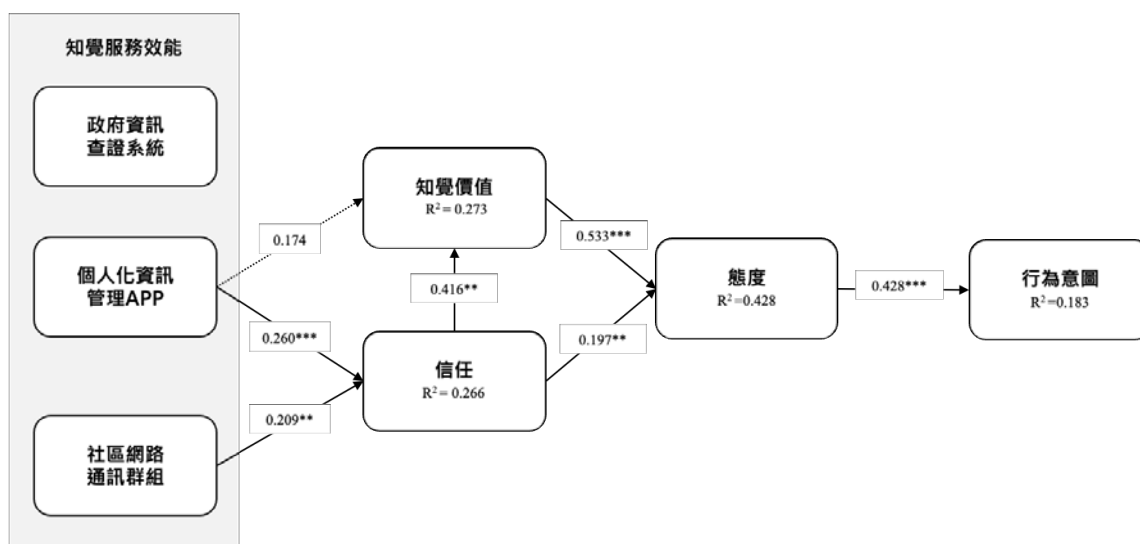 知覺服務效能
政府資訊
查證系統
個人化資訊
管理APP
社區網路
通訊群組
0.174
0.260***
0.209**
知覺價值
R² = 0.273
0.416**
信任
R² = 0.266
0.533***
0.197**
態度
R²=0.428
0.428***
行為意圖
R²=0.183